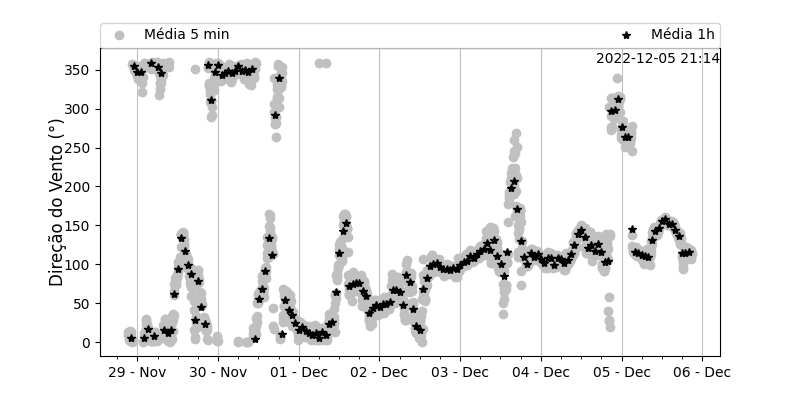 Média 5 min
Média 1h
2022-12-05 21:14
Direção do Vento (°)
350
300
250
200
150
100
50
0
29 - Nov
30 - Nov
01 - Dec
02 - Dec
03 - Dec
04 - Dec
05 - Dec
06 - Dec